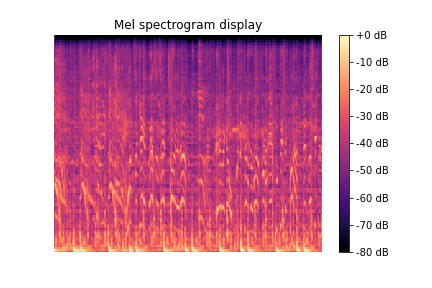 Mel spectrogram display
+0 dB
-10 dB
-20 dB
-30 dB
-40 dB
-50 dB
-60 dB
-70 dB
-80 dB